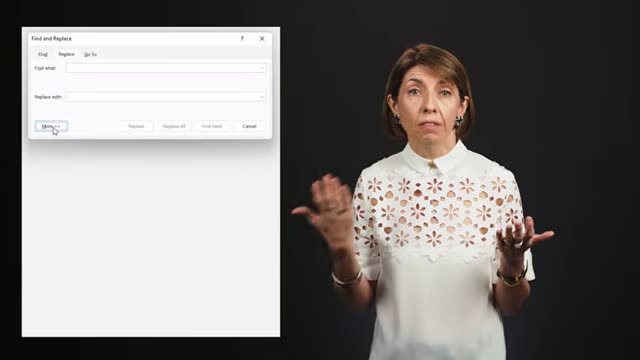 Find and Replace ?
Find Replace Go To
Find what:
Replace with:
More >> Replace Replace All Find Next Cancel